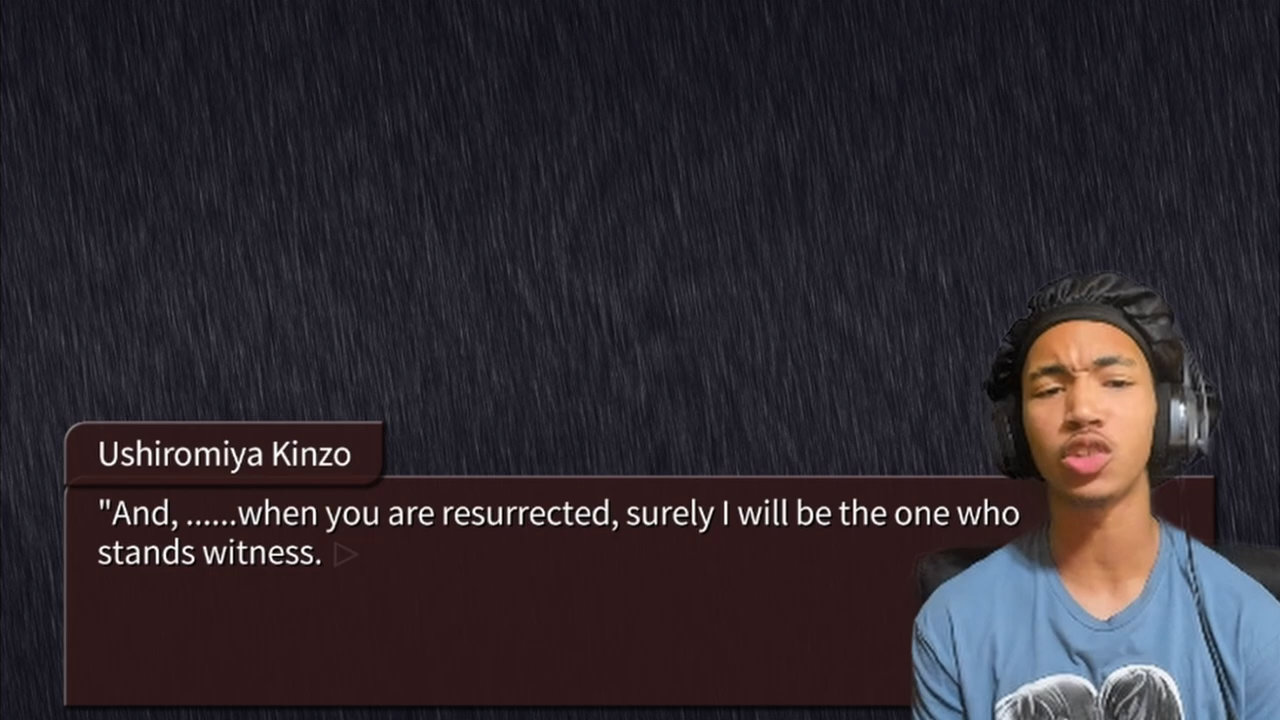 Ushiromiya Kinzo
"And, ......when you are resurrected, surely I will be the one who
stands witness.